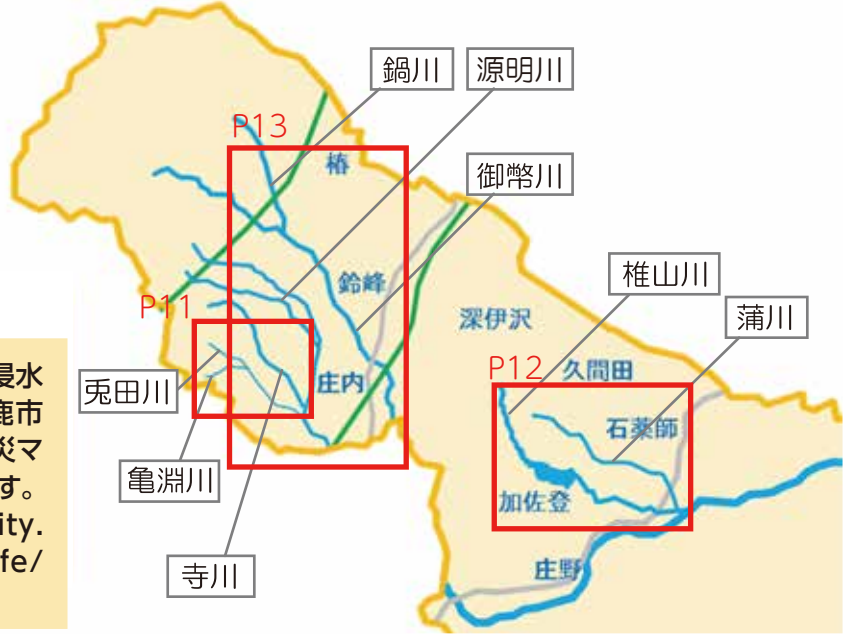 鍋川
源明川
P13
椿
御幣川
椎山川
鈴峰
P11
深伊沢
蒲川
浸水
P12
久間田
兎田川
庄内
鹿市
石薬師
災マ
亀淵川
す。
加佐登
ity.
fe/
寺川
庄野